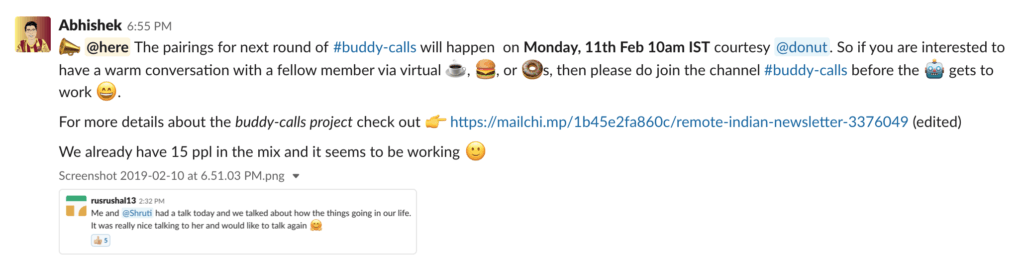 Abhishek 6:55 PM
📣 @here The pairings for next round of #buddy-calls will happen on Monday, 11th Feb 10am IST courtesy @donut. So if you are interested to
have a warm conversation with a fellow member via virtual ☕, 🍔, or 🍩s, then please do join the channel #buddy-calls before the 🤖 gets to
work 😄.
For more details about the buddy-calls project check out 👉 https://mailchi.mp/1b45e2fa860c/remote-indian-newsletter-3376049 (edited)
We already have 15 ppl in the mix and it seems to be working 🙂
Screenshot 2019-02-10 at 6.51.03 PM.png
rusrushal13 2:32 PM
Me and @Shruti had a talk today and we talked about how the things going in our life.
It was really nice talking to her and would like to talk again 🤗
👍 5